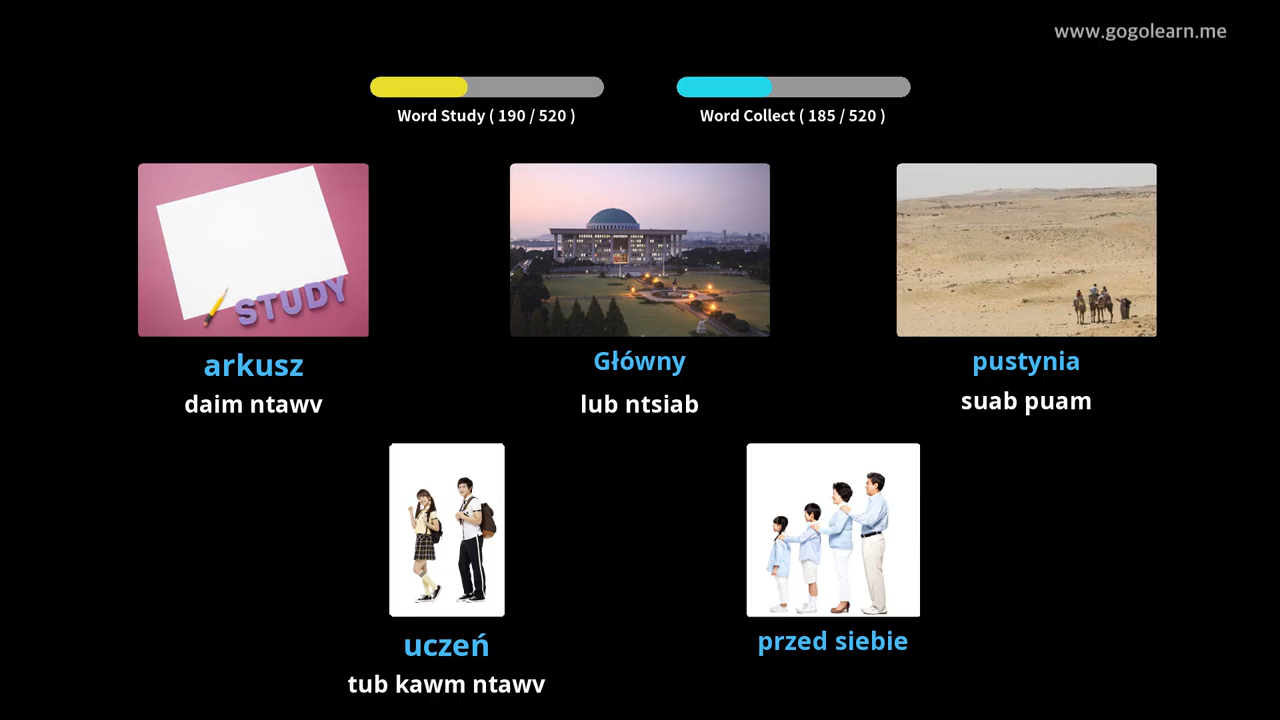 www.gogolearn.me
Word Study ( 190 / 520 )
Word Collect ( 185 / 520 )
STUDY
arkusz
Główny
pustynia
daim ntawv
lub ntsiab
suab puam
uczeń
przed siebie
tub kawm ntawv